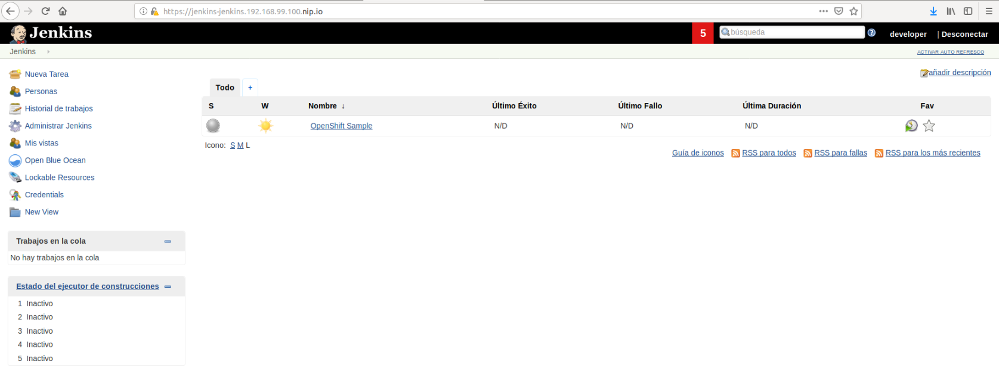 https://jenkins-jenkins.192.168.99.100.nip.io
Jenkins
5
búsqueda
developer
| Desconectar
Jenkins
ACTIVAR AUTO REFRESCO
Nueva Tarea
Personas
Historial de trabajos
Administrar Jenkins
Mis vistas
Open Blue Ocean
Lockable Resources
Credentials
New View
Trabajos en la cola
No hay trabajos en la cola
Estado del ejecutor de construcciones
1 Inactivo
2 Inactivo
3 Inactivo
4 Inactivo
5 Inactivo
añadir descripción
Todo +
S W Nombre ↓ Último Éxito Último Fallo Última Duración Fav
OpenShift Sample N/D N/D N/D
Icono: S M L
Guía de iconos RSS para todos RSS para fallas RSS para los más recientes